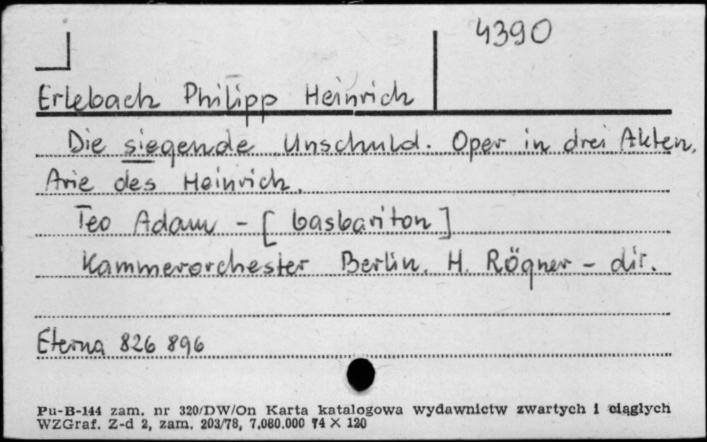 4390
Erlebach Philipp Heinrich
Die siegende Unschuld. Oper in drei Akten.
Arie des Heinrich.
Teo Adam - [basbariton]
Kammerorchester Berlin. H. Rögner - dir.
Eterna 826 896
Pu-B-144 zam. nr 320/DW/On Karta katalogowa wydawnictw zwartych i ciągłych
WZGraf. Z-d 2, zam. 203/78, 7.080.000 74 × 120